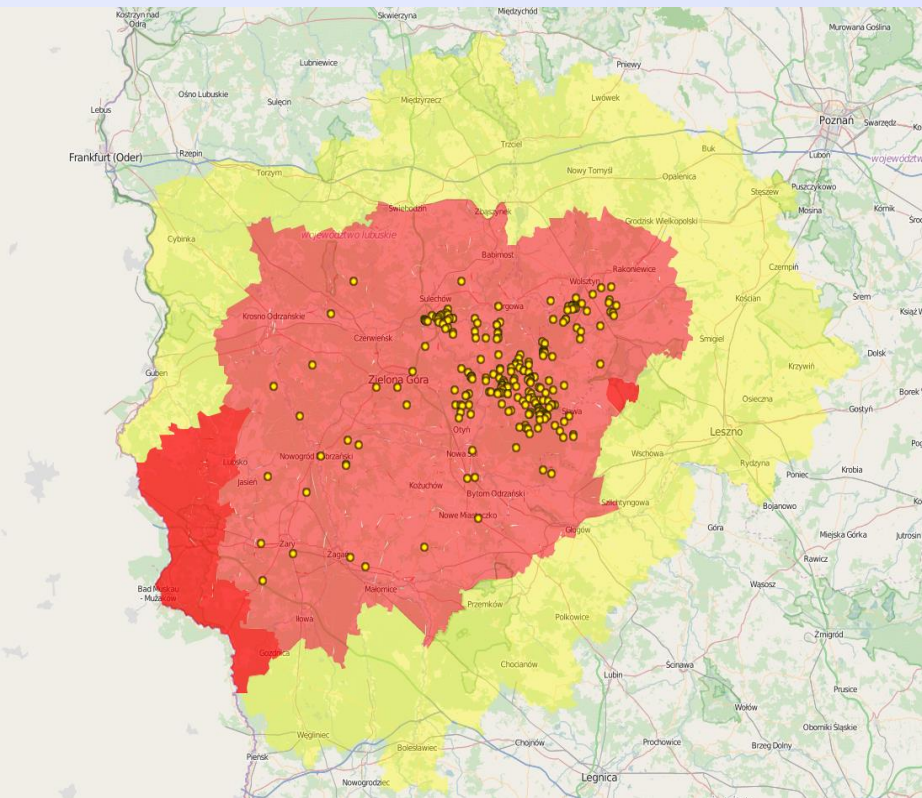 Kostrzyn nad
Odrą
Skwierzyna
Międzychód
Murowana Goślina
Lubniewice
Pniewy
Ośno Lubuskie
Sulęcin
Międzyrzecz
Lwówek
Lebus
Poznań
Swarzędz
Frankfurt (Oder)
Rzepin
Trzciel
Buk
Luboń
województw
Torzym
Nowy Tomyśl
Opalenica
Stęszew
Puszczykowo
Świebodzin
Zbąszynek
Mosina
Kórnik
Grodzisk Wielkopolski
Cybinka
województwo lubuskie
Babimost
Rakoniewice
Czempiń
Wolsztyn
Sulechów
Kościan
Śrem
Krosno Odrzańskie
Książ W
Czerwieńsk
Śmigiel
Dolsk
Guben
Zielona Góra
Krzywiń
Borek
Osieczna
Gostyń
Sława
Otyń
Leszno
Nowogród Bobrzański
Wschowa
Lubsko
Rydzyna
Krobia
Jasień
Poniec
Kożuchów
Bytom Odrzański
Szlichtyngowa
Bojanowo
Nowe Miasteczko
Głogów
Góra
Miejska Górka
Jutrosin
Żary
Żagań
Rawicz
Wąsosz
Bad Muskau
- Mużaków
Małomice
Przemków
Iłowa
Polkowice
Żmigród
Gozdnica
Chocianów
Ścinawa
Lubin
Prusice
Wołów
Oborniki Śląskie
Węgliniec
Bolesławiec
Chojnów
Prochowice
Brzeg Dolny
Pieńsk
Nowogrodziec
Legnica